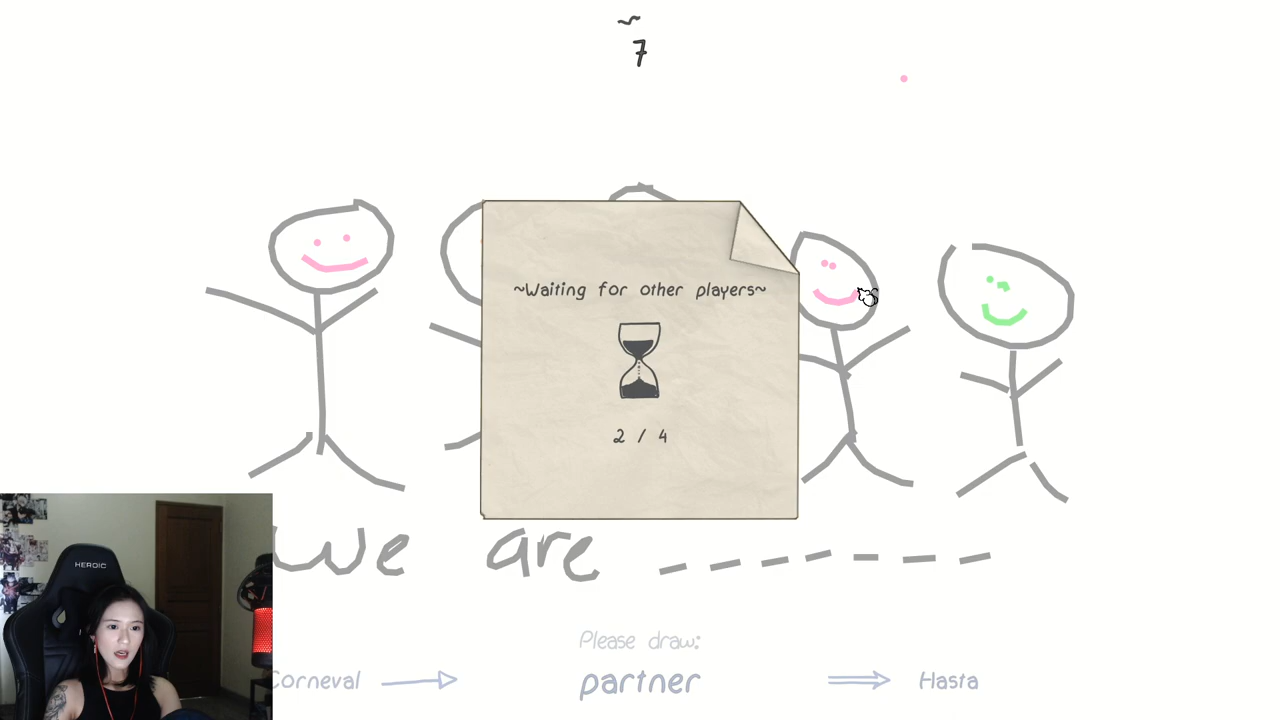 7
~Waiting for other players~
2 / 4
We are _ _ _ _ _ _ _
Please draw:
Corneval partner Hasta
HEROIC